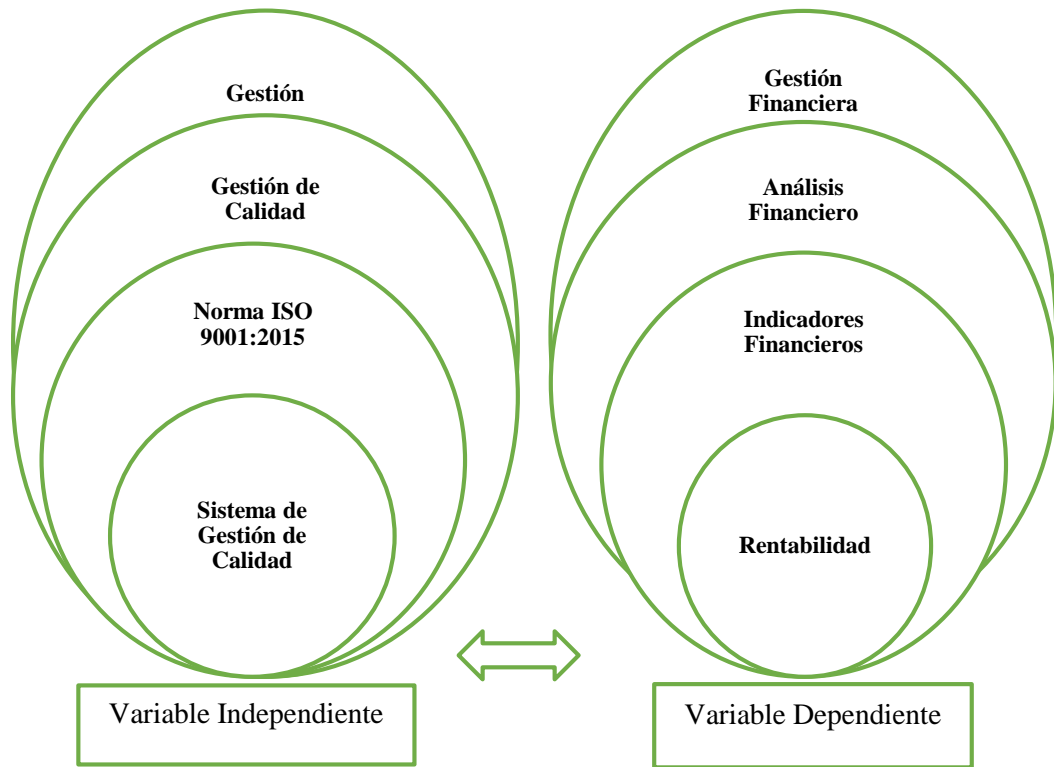 Gestión
Gestión de
Calidad
Norma ISO
9001:2015
Sistema de
Gestión de
Calidad
Variable Independiente
Gestión
Financiera
Análisis
Financiero
Indicadores
Financieros
Rentabilidad
Variable Dependiente